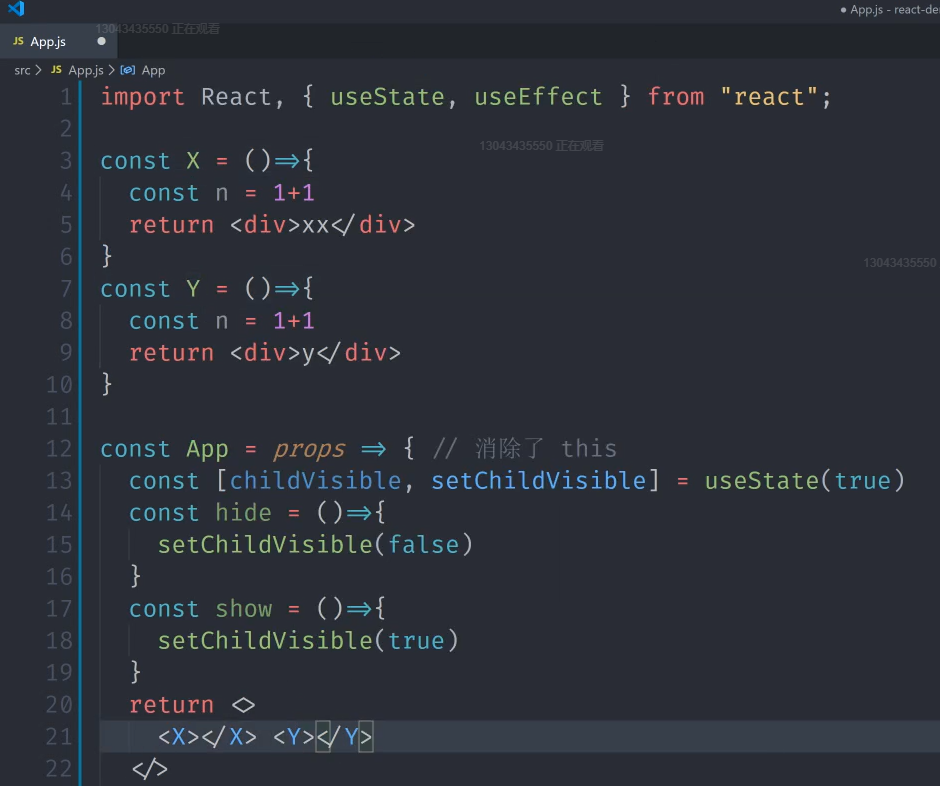 ● App.js - react-de
13043435550 正在观看
JS App.js ●
src > JS App.js > App
1 import React, { useState, useEffect } from "react";
2
13043435550 正在观看
3 const X = ()=>{
4 const n = 1+1
5 return <div>xx</div>
6 }
13043435550
7 const Y = ()=>{
8 const n = 1+1
9 return <div>y</div>
10 }
11
12 const App = props => { // 消除了 this
13 const [childVisible, setChildVisible] = useState(true)
14 const hide = ()=>{
15 setChildVisible(false)
16 }
17 const show = ()=>{
18 setChildVisible(true)
19 }
20 return <>
21 <X></X> <Y></Y>
22 </>